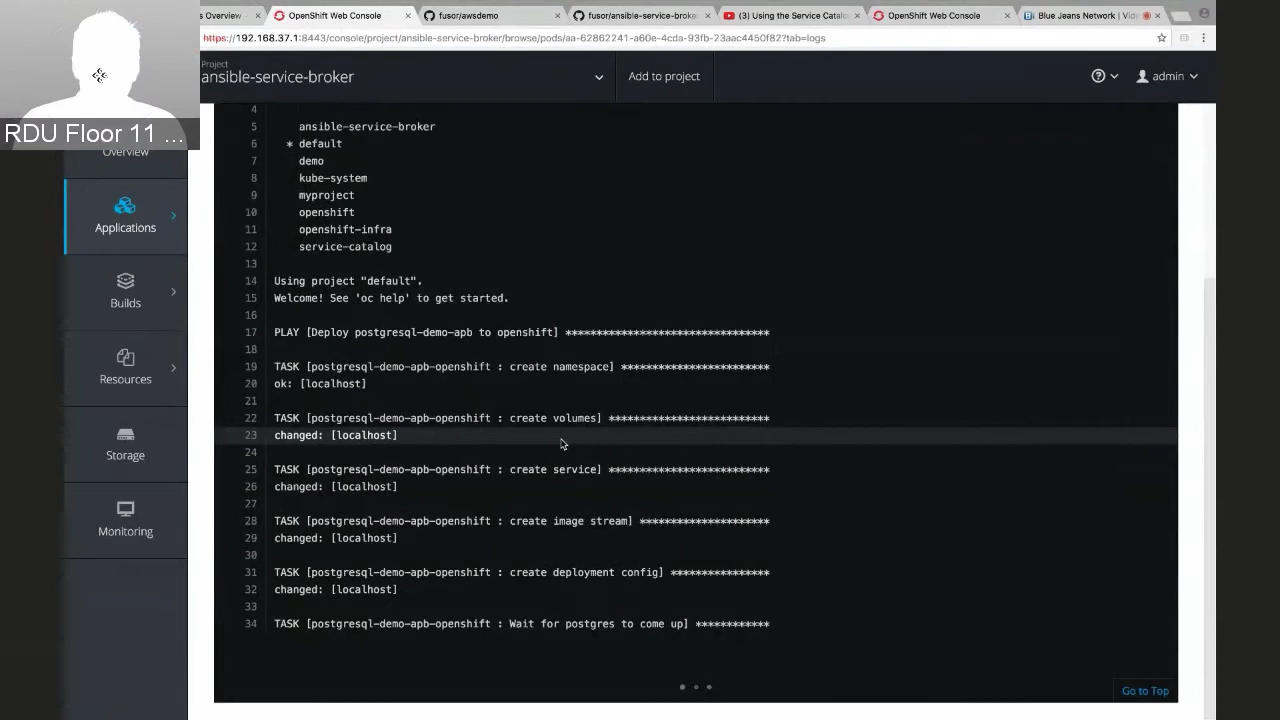 s Overview -
OpenShift Web Console
fusor/awsdemo
fusor/ansible-service-broke
(3) Using the Service Catalo
OpenShift Web Console
Blue Jeans Network | Vid
https://192.168.37.1:8443/console/project/ansible-service-broker/browse/pods/aa-62862241-a60e-4cda-93fb-23aac4450f82?tab=logs
Project
ansible-service-broker
Add to project
admin
RDU Floor 11 ...
Overview
Applications
Builds
Resources
Storage
Monitoring
4
5 ansible-service-broker
6 * default
7 demo
8 kube-system
9 myproject
10 openshift
11 openshift-infra
12 service-catalog
13
14 Using project "default".
15 Welcome! See 'oc help' to get started.
16
17 PLAY [Deploy postgresql-demo-apb to openshift] *********************************
18
19 TASK [postgresql-demo-apb-openshift : create namespace] ************************
20 ok: [localhost]
21
22 TASK [postgresql-demo-apb-openshift : create volumes] **************************
23 changed: [localhost]
24
25 TASK [postgresql-demo-apb-openshift : create service] **************************
26 changed: [localhost]
27
28 TASK [postgresql-demo-apb-openshift : create image stream] *********************
29 changed: [localhost]
30
31 TASK [postgresql-demo-apb-openshift : create deployment config] ****************
32 changed: [localhost]
33
34 TASK [postgresql-demo-apb-openshift : Wait for postgres to come up] ************
Go to Top